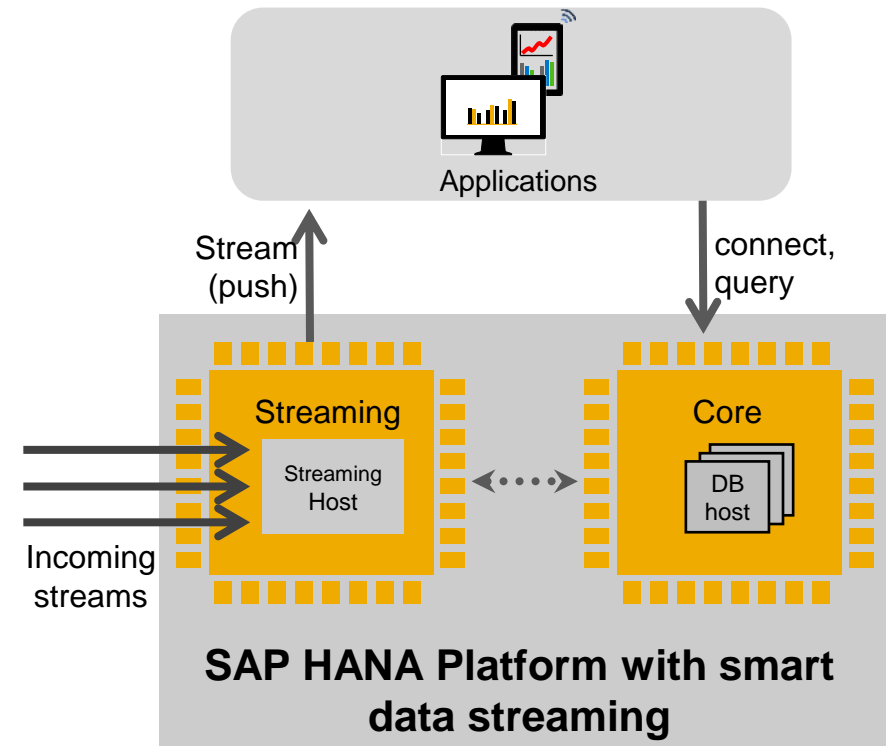 Applications
Stream
(push)
connect,
query
Streaming
Core
Streaming
Host
DB
host
Incoming
streams
SAP HANA Platform with smart
data streaming